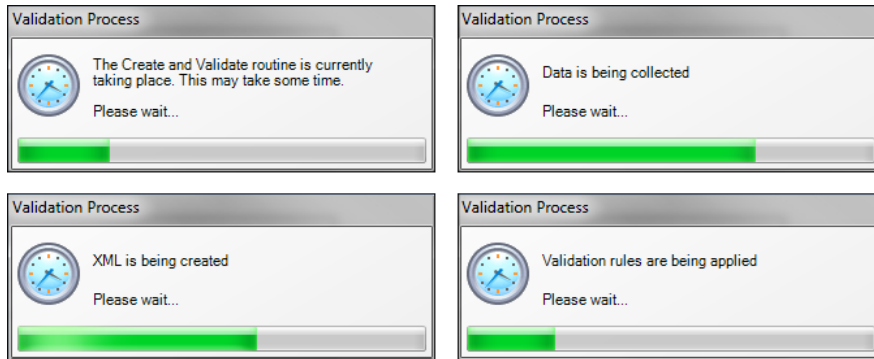 Validation Process
The Create and Validate routine is currently
taking place. This may take some time.
Please wait...
Validation Process
Data is being collected
Please wait...
Validation Process
XML is being created
Please wait...
Validation Process
Validation rules are being applied
Please wait...